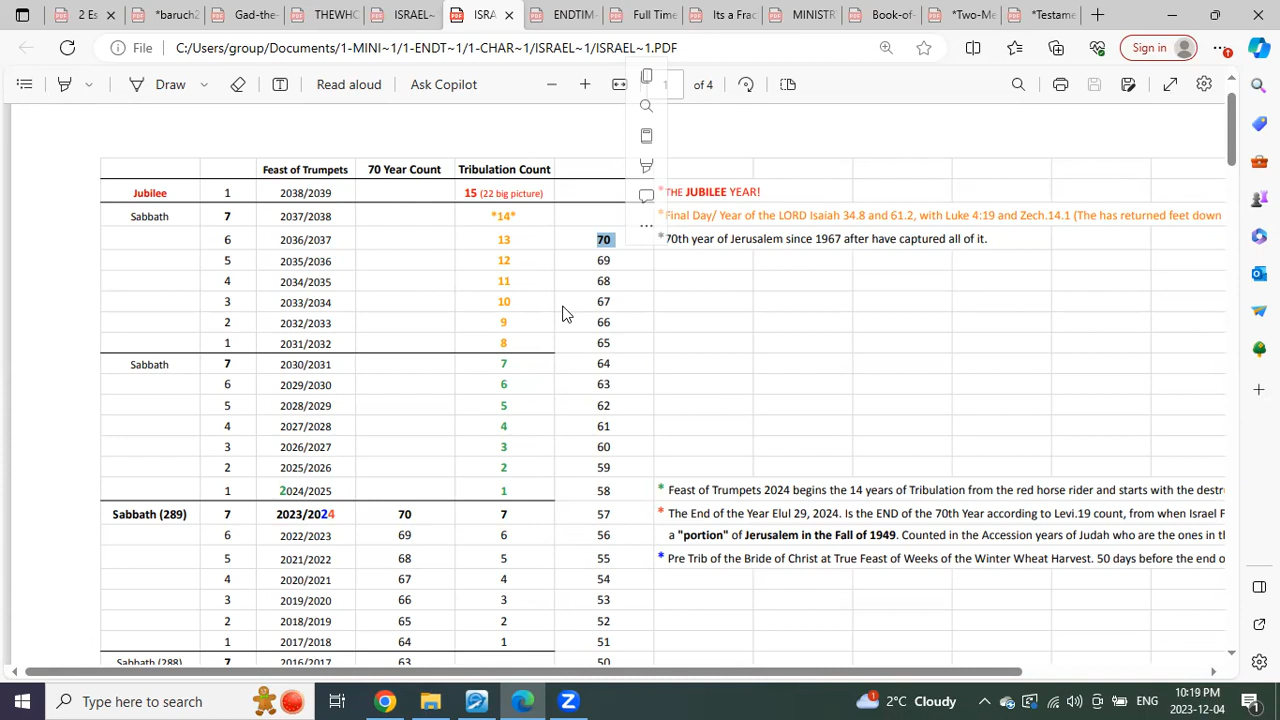 2 Es
*baruch2
Gad-the-
THEWHC
ISRAEL~
ISRA
ENDTIM-
Full Time
Its a Frac
MINISTR
Book-of-
*Two-Me
*Testame
File C:/Users/group/Documents/1-MINI~1/1-ENDT~1/1-CHAR~1/ISRAEL~1/ISRAEL~1.PDF Sign in
Draw Read aloud Ask Copilot 1 of 4
Feast of Trumpets 70 Year Count Tribulation Count
Jubilee 1 2038/2039 15 (22 big picture) *THE JUBILEE YEAR!
Sabbath 7 2037/2038 *14* *Final Day/ Year of the LORD Isaiah 34.8 and 61.2, with Luke 4:19 and Zech.14.1 (The has returned feet down
6 2036/2037 13 70 *70th year of Jerusalem since 1967 after have captured all of it.
5 2035/2036 12 69
4 2034/2035 11 68
3 2033/2034 10 67
2 2032/2033 9 66
1 2031/2032 8 65
Sabbath 7 2030/2031 7 64
6 2029/2030 6 63
5 2028/2029 5 62
4 2027/2028 4 61
3 2026/2027 3 60
2 2025/2026 2 59
1 2024/2025 1 58 * Feast of Trumpets 2024 begins the 14 years of Tribulation from the red horse rider and starts with the destr
Sabbath (289) 7 2023/2024 70 7 57 * The End of the Year Elul 29, 2024. Is the END of the 70th Year according to Levi.19 count, from when Israel F
6 2022/2023 69 6 56 a "portion" of Jerusalem in the Fall of 1949. Counted in the Accession years of Judah who are the ones in th
5 2021/2022 68 5 55 * Pre Trib of the Bride of Christ at True Feast of Weeks of the Winter Wheat Harvest. 50 days before the end o
4 2020/2021 67 4 54
3 2019/2020 66 3 53
2 2018/2019 65 2 52
1 2017/2018 64 1 51
Sabbath (288) 7 2016/2017 63 50
Type here to search
1 2°C Cloudy ENG 10:19 PM
2023-12-04 1